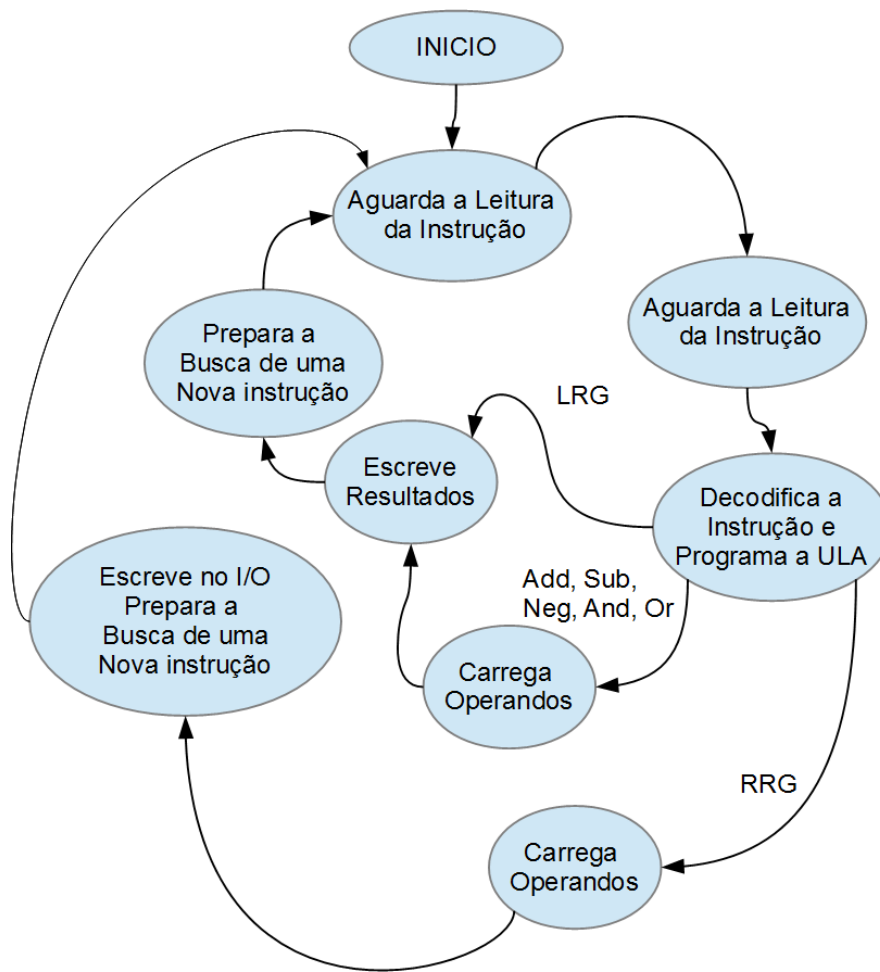 INICIO
Aguarda a Leitura
da Instrução
Aguarda a Leitura
da Instrução
Prepara a
Busca de uma
Nova instrução
LRG
Escreve
Resultados
Decodifica a
Instrução e
Programa a ULA
Escreve no I/O
Prepara a
Busca de uma
Nova instrução
Add, Sub,
Neg, And, Or
Carrega
Operandos
RRG
Carrega
Operandos